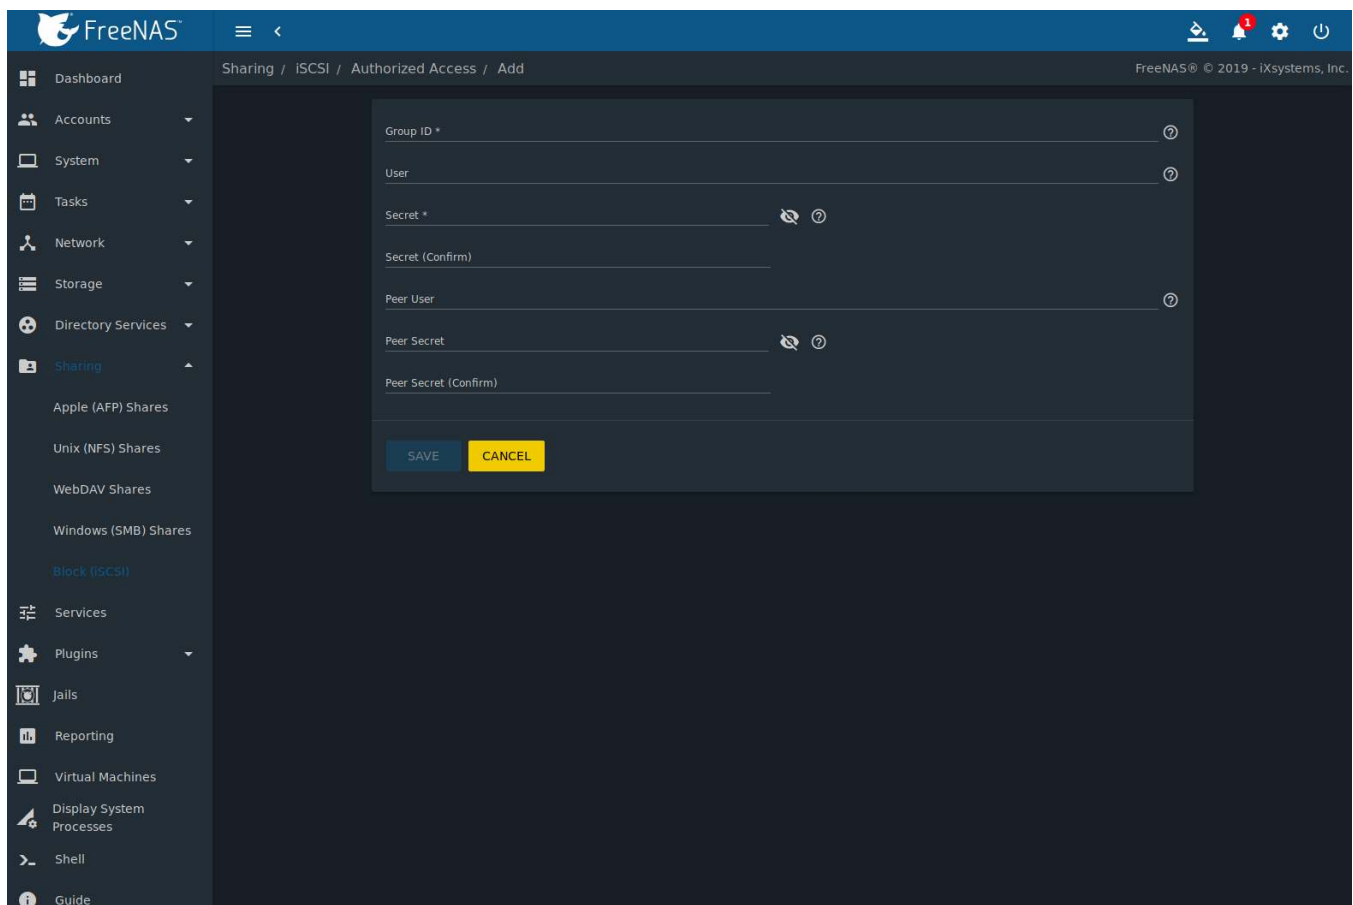 FreeNAS™
1
Sharing / iSCSI / Authorized Access / Add
FreeNAS® © 2019 - iXsystems, Inc.
Dashboard
Accounts
System
Tasks
Network
Storage
Directory Services
Sharing
Apple (AFP) Shares
Unix (NFS) Shares
WebDAV Shares
Windows (SMB) Shares
Block (iSCSI)
Services
Plugins
Jails
Reporting
Virtual Machines
Display System
Processes
Shell
Guide
Group ID *
User
Secret *
Secret (Confirm)
Peer User
Peer Secret
Peer Secret (Confirm)
SAVE CANCEL